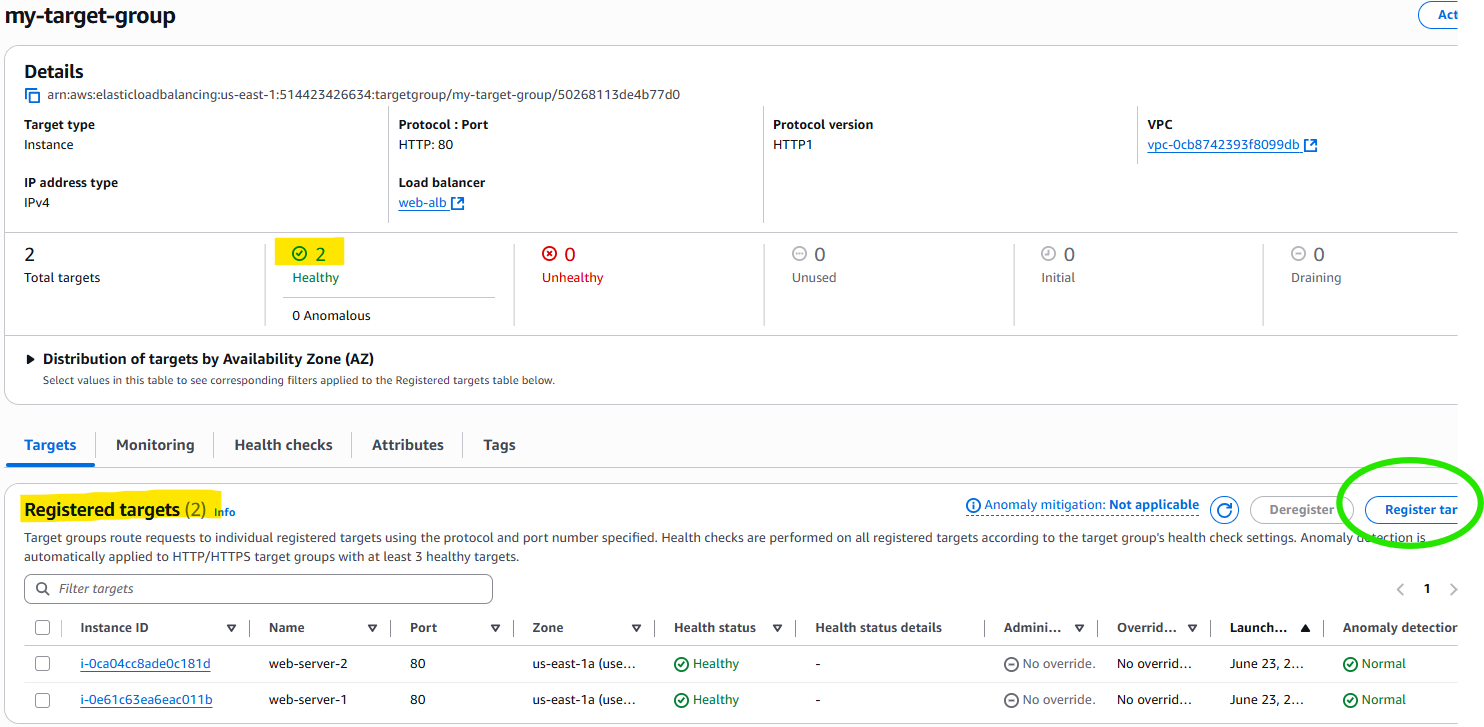 my-target-group
Act
Details
arn:aws:elasticloadbalancing:us-east-1:514423426634:targetgroup/my-target-group/50268113de4b77d0
Target type
Instance
Protocol : Port
HTTP: 80
Protocol version
HTTP1
VPC
vpc-0cb8742393f8099db
IP address type
IPv4
Load balancer
web-alb
2
Total targets
2
Healthy
0 Anomalous
0
Unhealthy
0
Unused
0
Initial
0
Draining
Distribution of targets by Availability Zone (AZ)
Select values in this table to see corresponding filters applied to the Registered targets table below.
Targets Monitoring Health checks Attributes Tags
Registered targets (2) Info Anomaly mitigation: Not applicable Deregister Register tar
Target groups route requests to individual registered targets using the protocol and port number specified. Health checks are performed on all registered targets according to the target group's health check settings. Anomaly detection is
automatically applied to HTTP/HTTPS target groups with at least 3 healthy targets.
Filter targets 1
Instance ID Name Port Zone Health status Health status details Admini... Overrid... Launch... Anomaly detection
i-0ca04cc8ade0c181d web-server-2 80 us-east-1a (use... Healthy - No override. No overrid... June 23, 2... Normal
i-0e61c63ea6eac011b web-server-1 80 us-east-1a (use... Healthy - No override. No overrid... June 23, 2... Normal